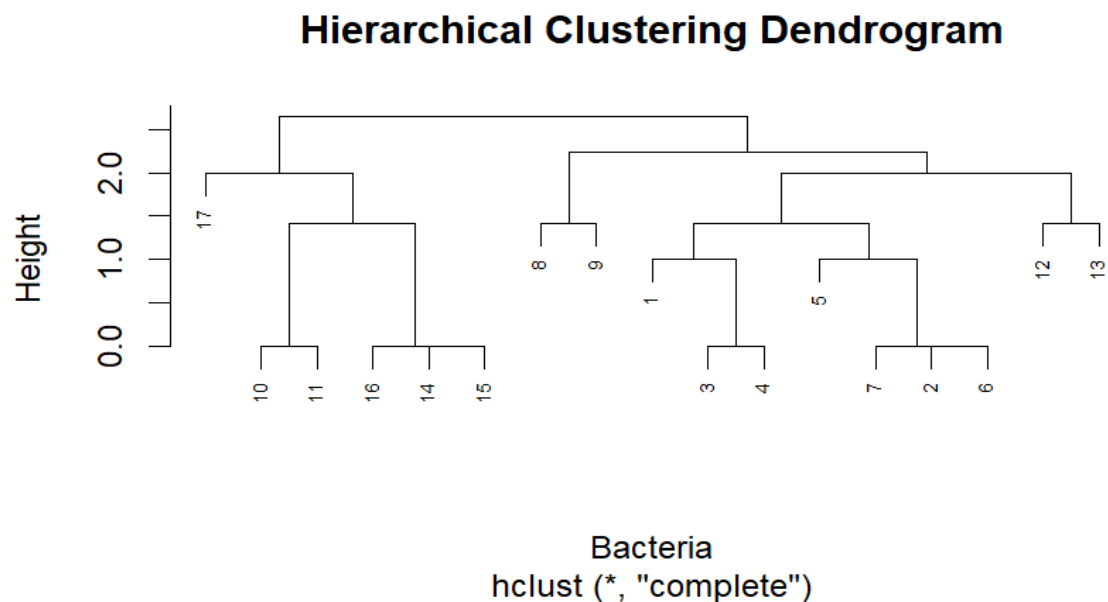 Hierarchical Clustering Dendrogram
Height
0.0 1.0 2.0
17
8 9
1
5
12 13
10 11 16 14 15
3 4
7 2 6
Bacteria
hclust (*, "complete")